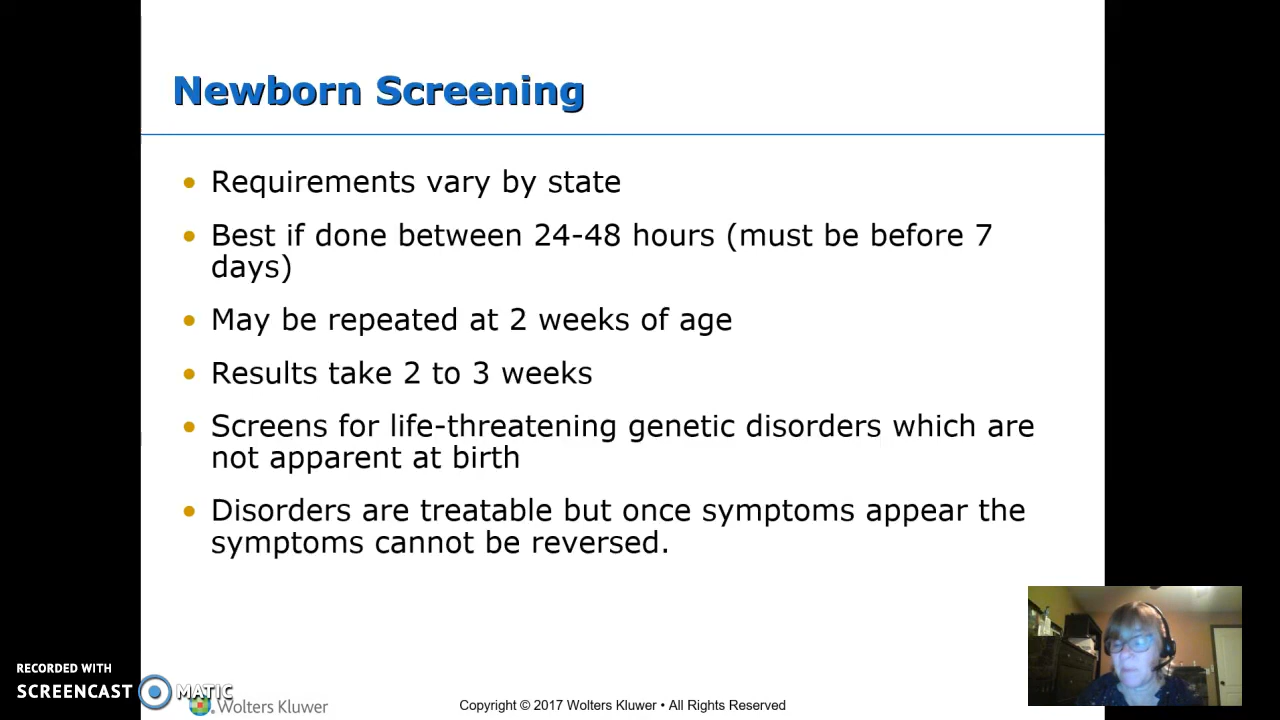 Newborn Screening
• Requirements vary by state
• Best if done between 24-48 hours (must be before 7
days)
• May be repeated at 2 weeks of age
• Results take 2 to 3 weeks
• Screens for life-threatening genetic disorders which are
not apparent at birth
• Disorders are treatable but once symptoms appear the
symptoms cannot be reversed.
RECORDED WITH
SCREENCAST MATIC
Wolters Kluwer
Copyright © 2017 Wolters Kluwer • All Rights Reserved